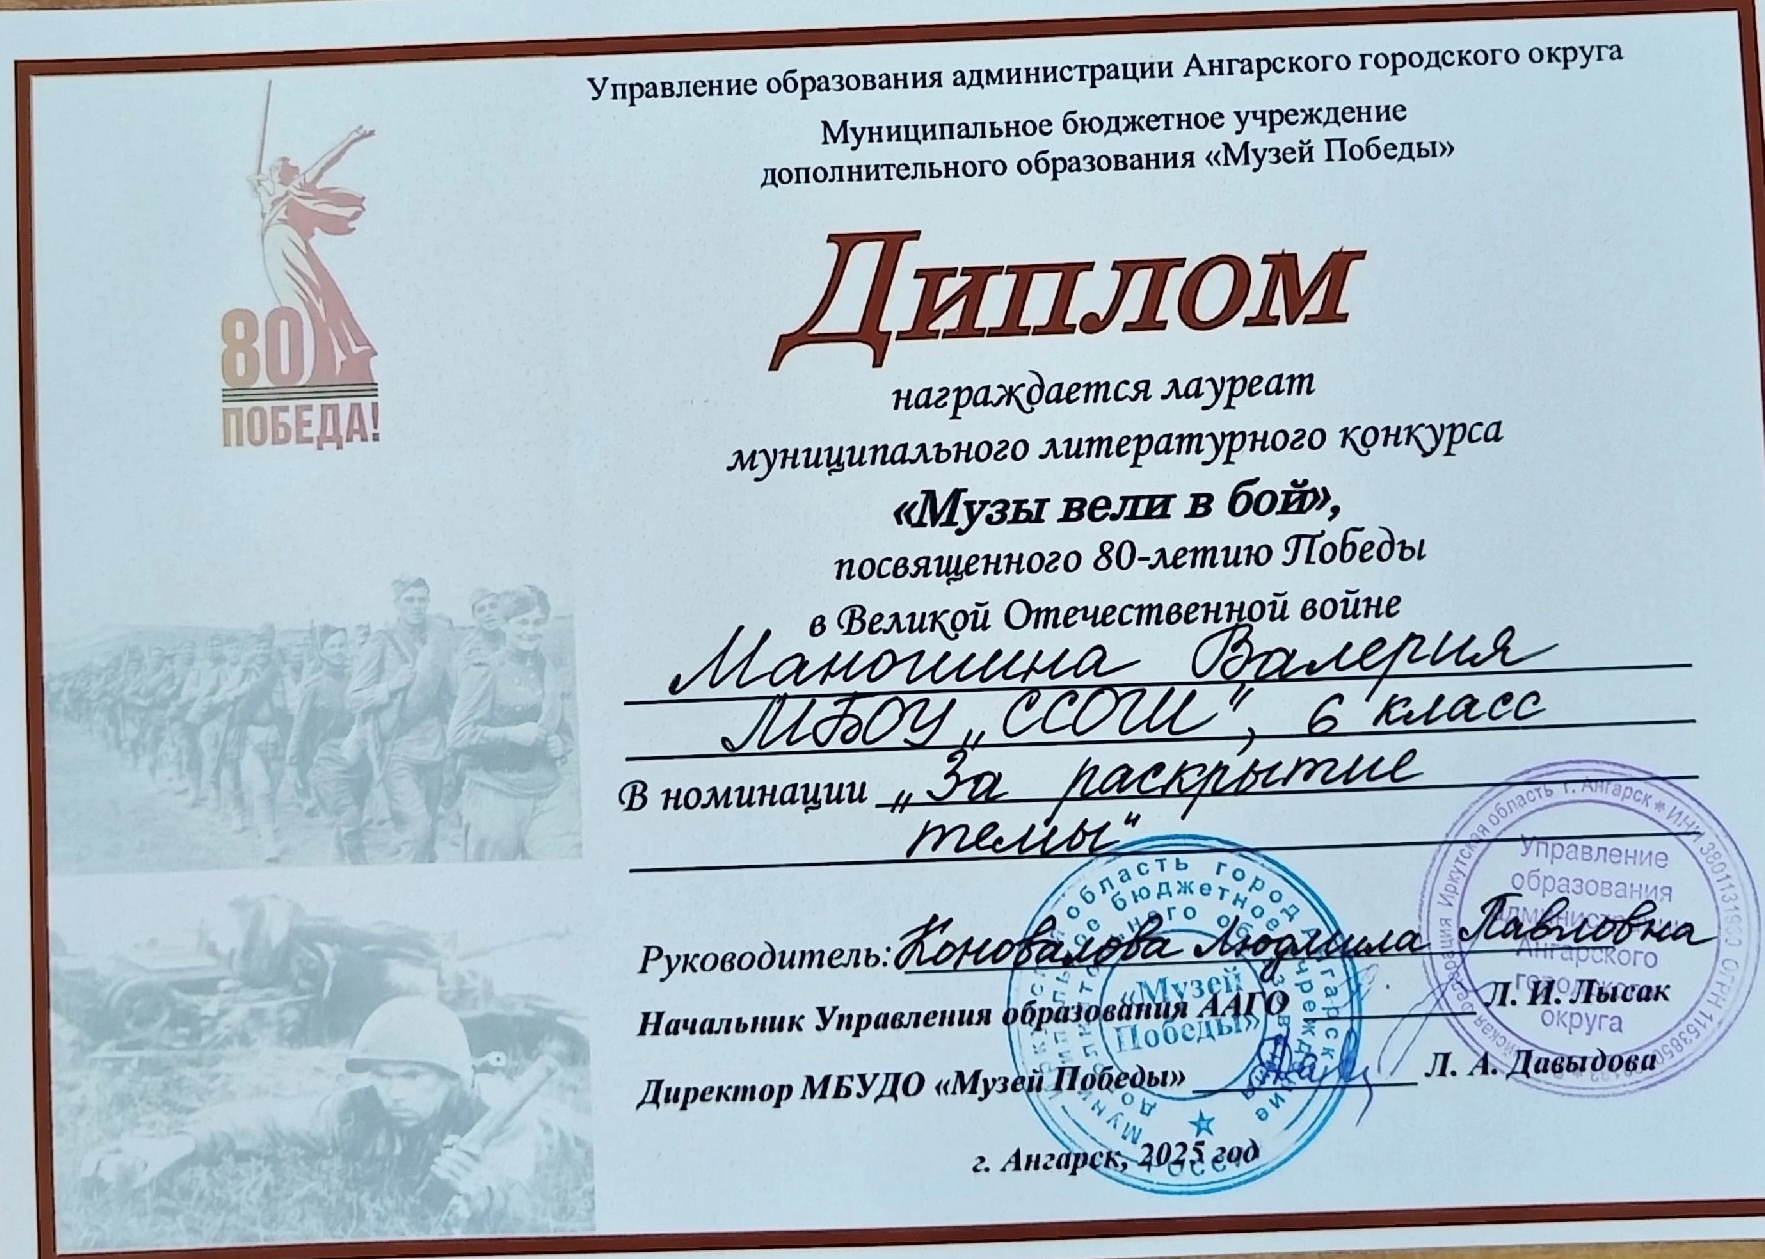 Управление образования администрации Ангарского городского округа
Муниципальное бюджетное учреждение
дополнительного образования «Музей Победы»
80
ПОБЕДА!
Диплом
награждается лауреат
муниципального литературного конкурса
«Музы вели в бой»,
посвященного 80-летию Победы
в Великой Отечественной войне
Маношина Валерия
МБОУ „ССОШ“, 6 класс
В номинации „За раскрытие
темы“
Руководитель: Коновалова Людмила Павловна
Начальник Управления образования ААГО Л. И. Лысак
Директор МБУДО «Музей Победы» Л. А. Давыдова
г. Ангарск, 2025 год
«Музей
Победы»
Управление
образования
администрации
Ангарского
городского
округа